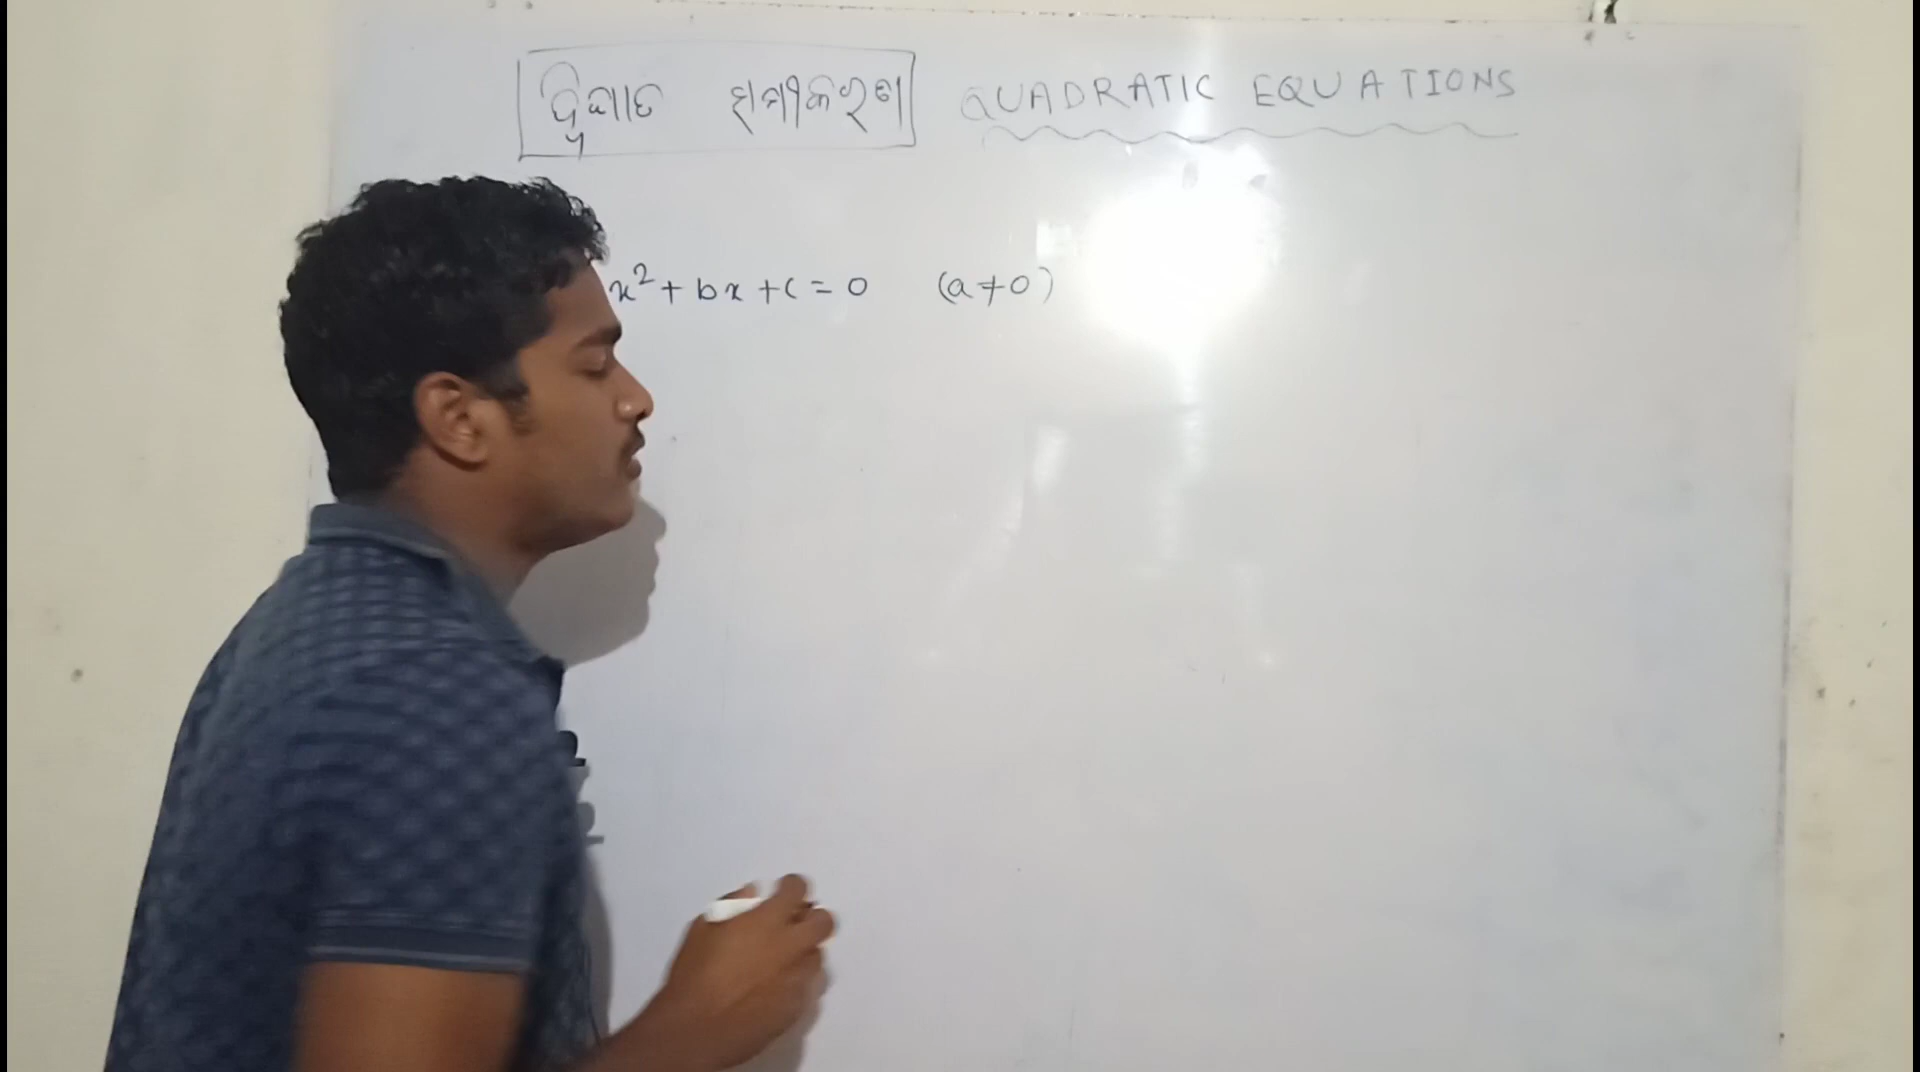 ଦ୍ୱିଘାତ ସମୀକରଣ QUADRATIC EQUATIONS
x² + bx + c = 0 (a ≠ 0)